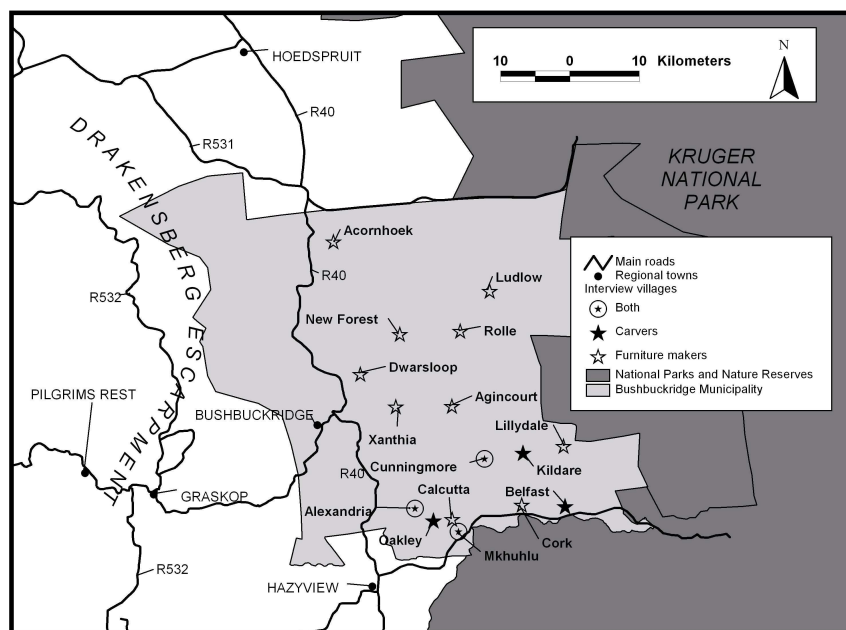 HOEDSPRUIT
10 0 10 Kilometers
N
R40
R531
DRAKENSBERG ESCARPMENT
KRUGER
NATIONAL
PARK
Acornhoek
R40
Ludlow
R532
New Forest
Rolle
Dwarsloop
PILGRIMS REST
BUSHBUCKRIDGE
Agincourt
Xanthia
Lillydale
Cunningmore
R40
Kildare
Calcutta
Belfast
GRASKOP
Alexandria
Oakley
Cork
Mkhuhlu
R532
HAZYVIEW
Main roads
Regional towns
Interview villages
Both
Carvers
Furniture makers
National Parks and Nature Reserves
Bushbuckridge Municipality